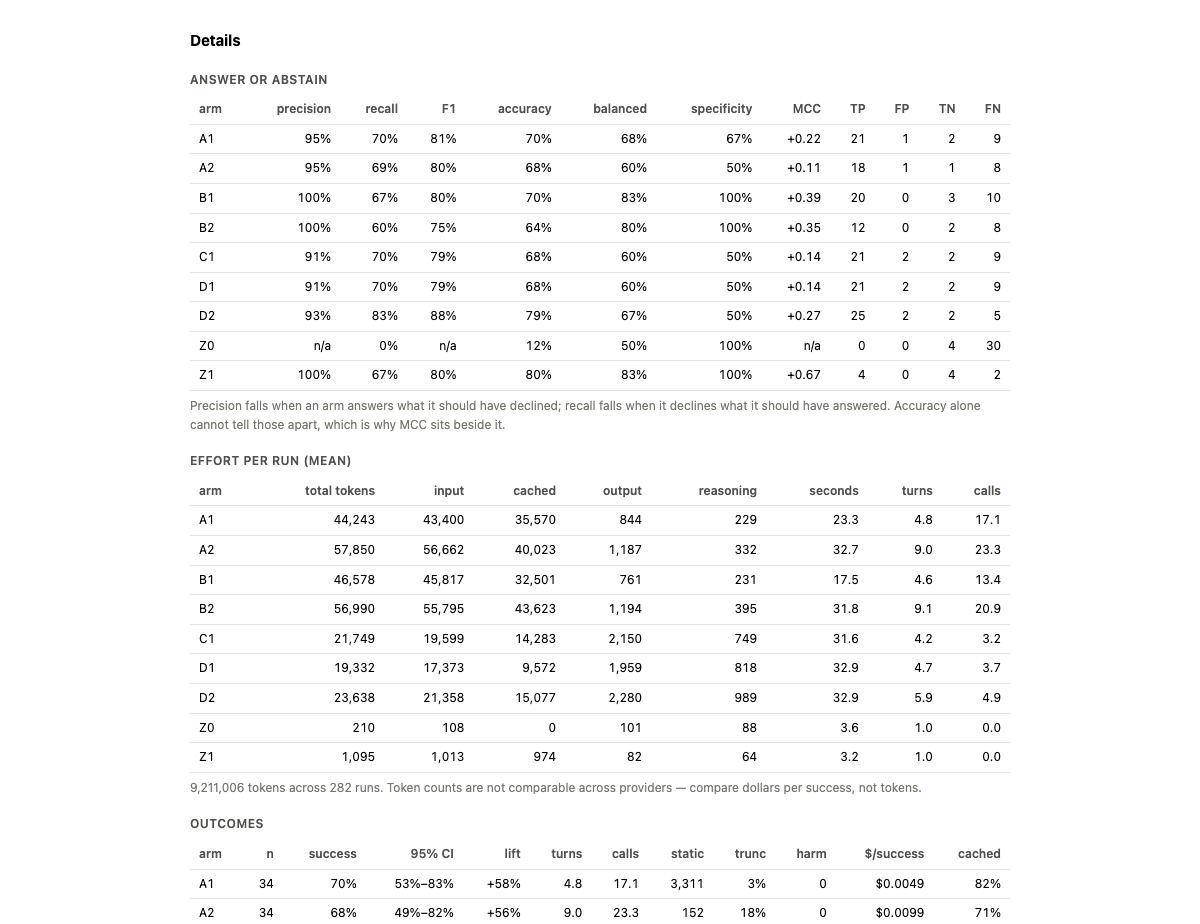 Details
ANSWER OR ABSTAIN
arm precision recall F1 accuracy balanced specificity MCC TP FP TN FN
A1 95% 70% 81% 70% 68% 67% +0.22 21 1 2 9
A2 95% 69% 80% 68% 60% 50% +0.11 18 1 1 8
B1 100% 67% 80% 70% 83% 100% +0.39 20 0 3 10
B2 100% 60% 75% 64% 80% 100% +0.35 12 0 2 8
C1 91% 70% 79% 68% 60% 50% +0.14 21 2 2 9
D1 91% 70% 79% 68% 60% 50% +0.14 21 2 2 9
D2 93% 83% 88% 79% 67% 50% +0.27 25 2 2 5
Z0 n/a 0% n/a 12% 50% 100% n/a 0 0 4 30
Z1 100% 67% 80% 80% 83% 100% +0.67 4 0 4 2
Precision falls when an arm answers what it should have declined; recall falls when it declines what it should have answered. Accuracy alone
cannot tell those apart, which is why MCC sits beside it.
EFFORT PER RUN (MEAN)
arm total tokens input cached output reasoning seconds turns calls
A1 44,243 43,400 35,570 844 229 23.3 4.8 17.1
A2 57,850 56,662 40,023 1,187 332 32.7 9.0 23.3
B1 46,578 45,817 32,501 761 231 17.5 4.6 13.4
B2 56,990 55,795 43,623 1,194 395 31.8 9.1 20.9
C1 21,749 19,599 14,283 2,150 749 31.6 4.2 3.2
D1 19,332 17,373 9,572 1,959 818 32.9 4.7 3.7
D2 23,638 21,358 15,077 2,280 989 32.9 5.9 4.9
Z0 210 108 0 101 88 3.6 1.0 0.0
Z1 1,095 1,013 974 82 64 3.2 1.0 0.0
9,211,006 tokens across 282 runs. Token counts are not comparable across providers — compare dollars per success, not tokens.
OUTCOMES
arm n success 95% CI lift turns calls static trunc harm $/success cached
A1 34 70% 53%–83% +58% 4.8 17.1 3,311 3% 0 $0.0049 82%
A2 34 68% 49%–82% +56% 9.0 23.3 152 18% 0 $0.0099 71%